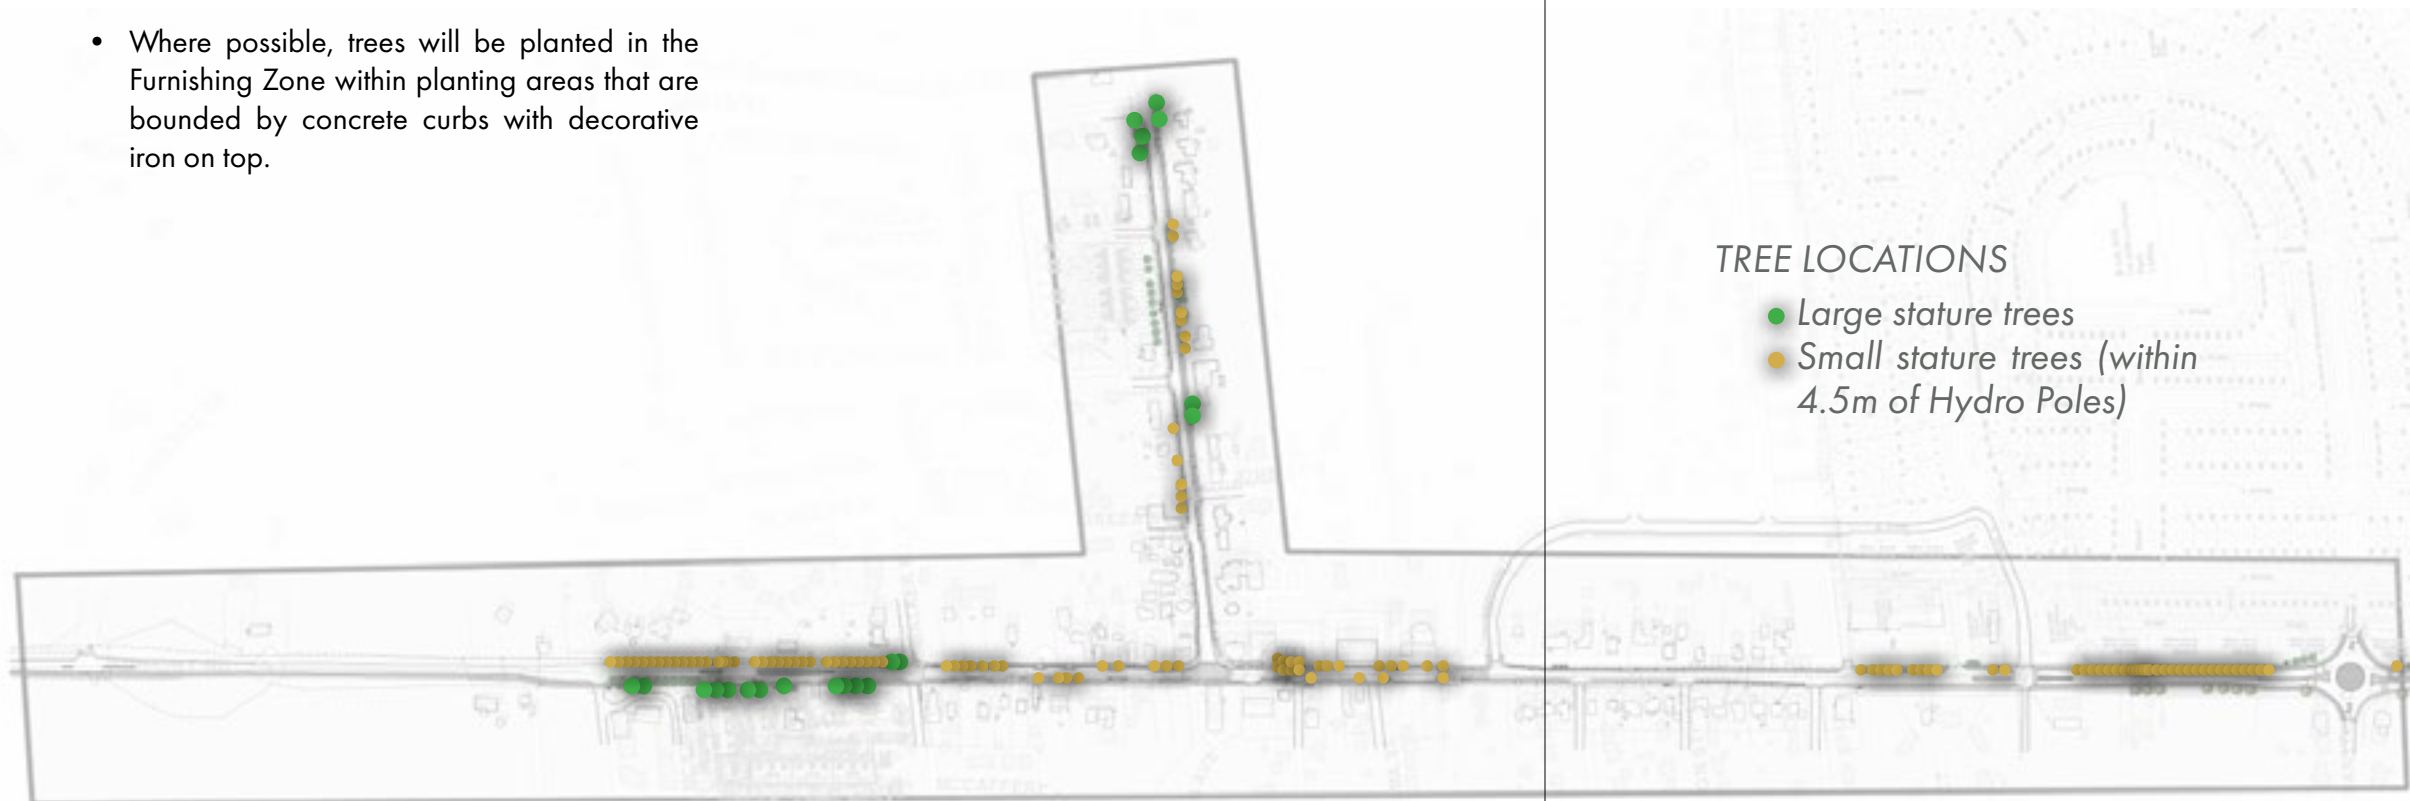 • Where possible, trees will be planted in the
Furnishing Zone within planting areas that are
bounded by concrete curbs with decorative
iron on top.
TREE LOCATIONS
Large stature trees
Small stature trees (within
4.5m of Hydro Poles)